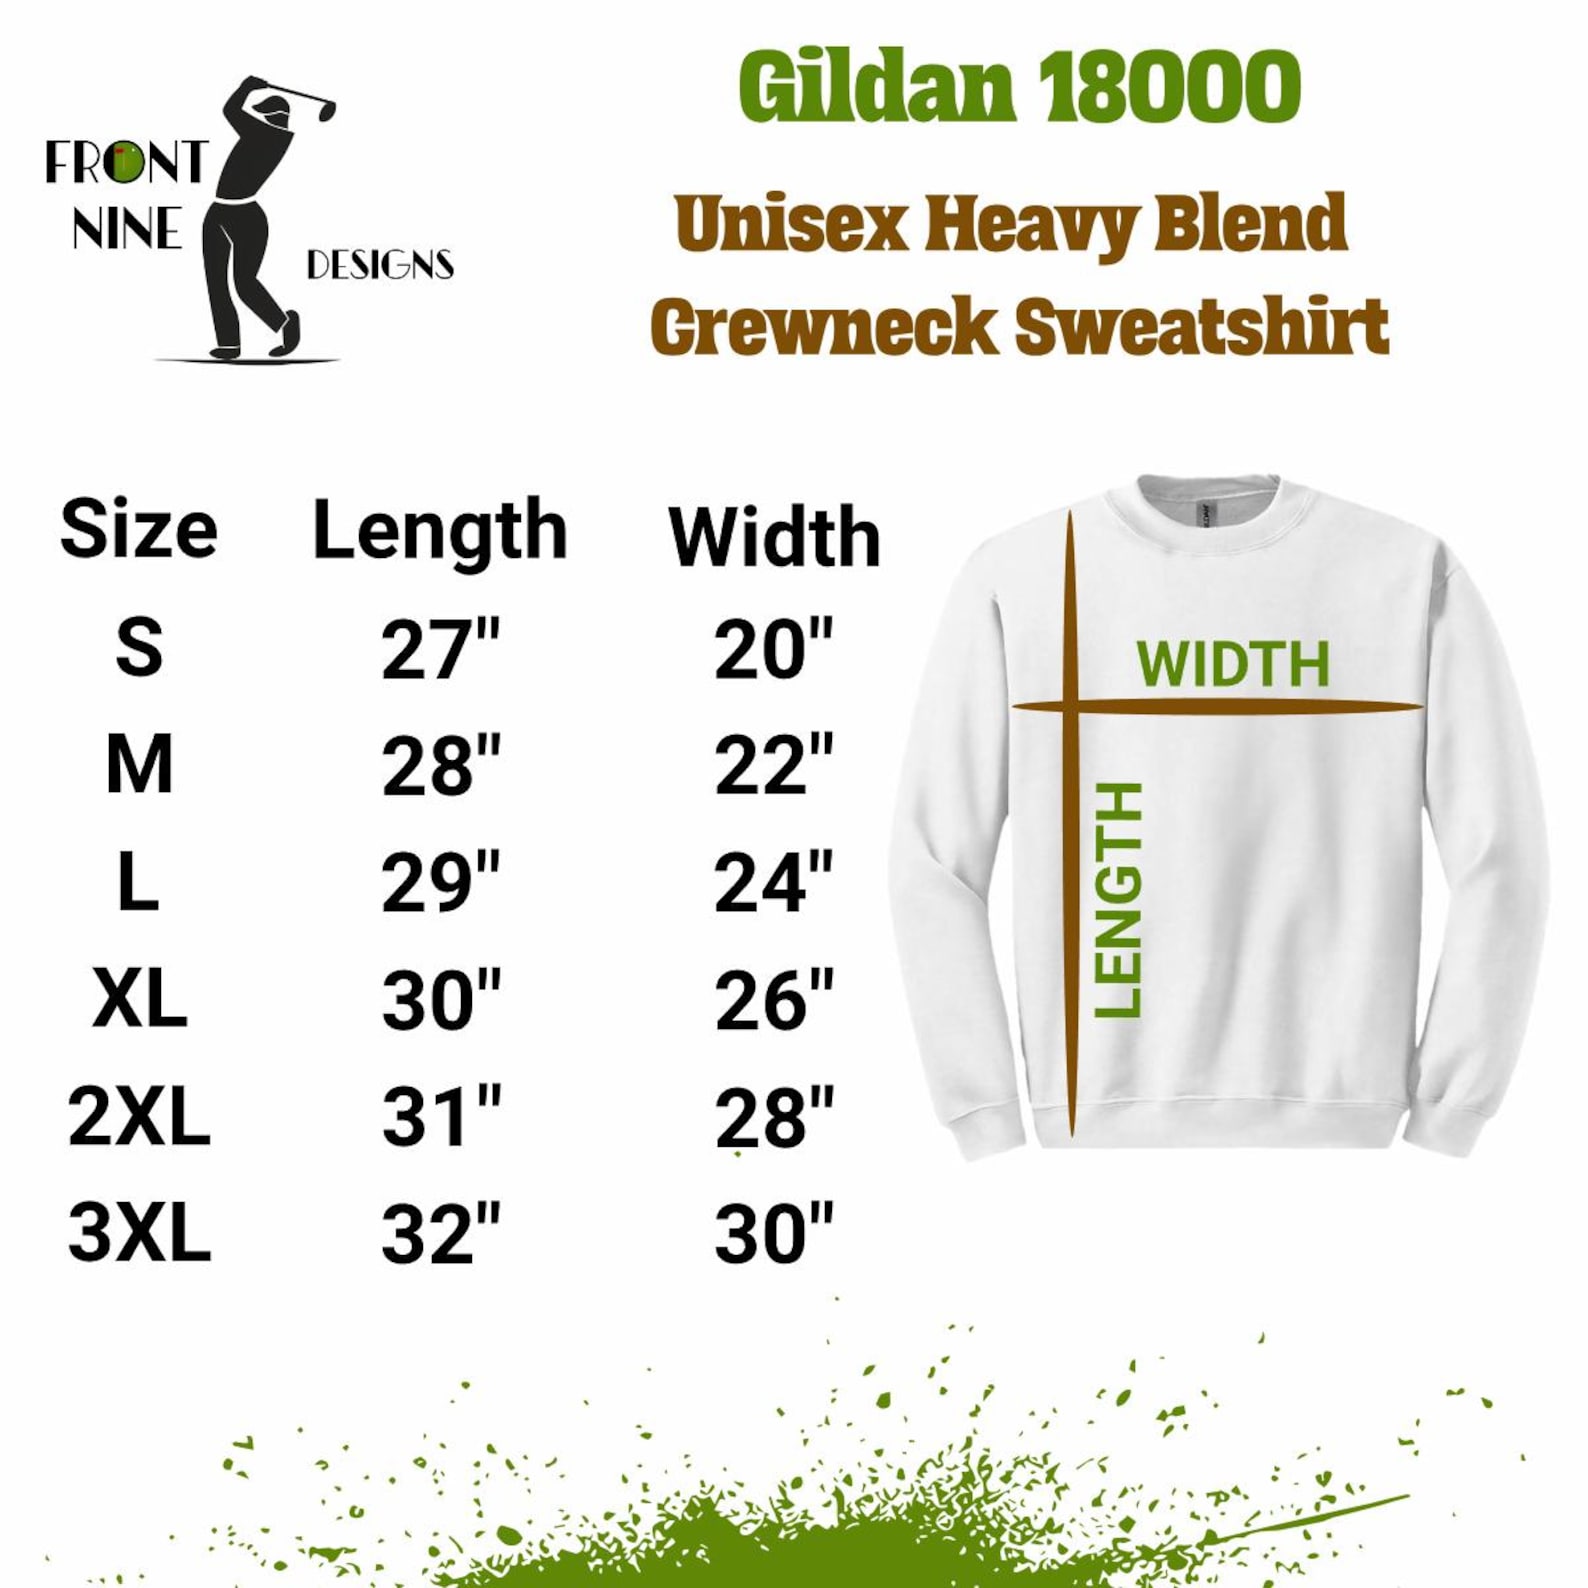 Gildan 18000
FRONT
NINE
DESIGNS
Unisex Heavy Blend
Crewneck Sweatshirt
Size Length Width
S 27" 20"
M 28" 22"
L 29" 24"
XL 30" 26"
2XL 31" 28"
3XL 32" 30"
GILDAN
WIDTH
LENGTH